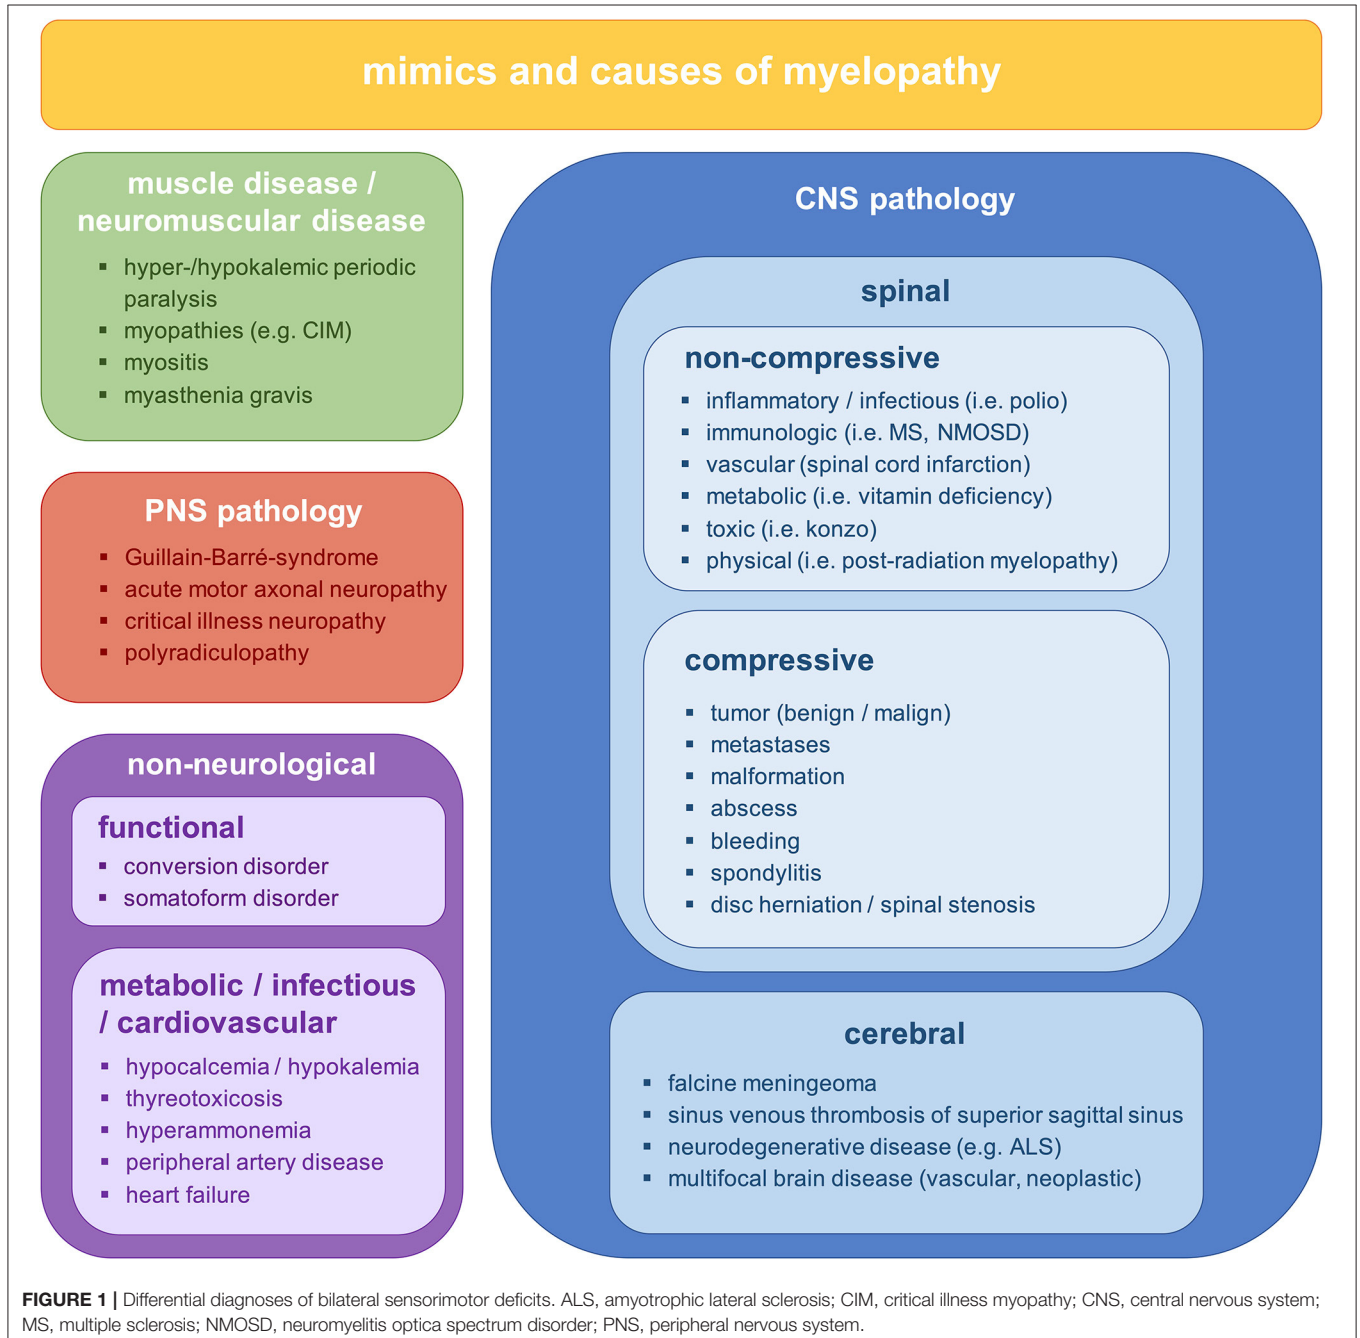 mimics and causes of myelopathy
muscle disease /
neuromuscular disease
▪ hyper-/hypokalemic periodic
paralysis
▪ myopathies (e.g. CIM)
▪ myositis
▪ myasthenia gravis
PNS pathology
▪ Guillain-Barré-syndrome
▪ acute motor axonal neuropathy
▪ critical illness neuropathy
▪ polyradiculopathy
non-neurological
functional
▪ conversion disorder
▪ somatoform disorder
metabolic / infectious
/ cardiovascular
▪ hypocalcemia / hypokalemia
▪ thyreotoxicosis
▪ hyperammonemia
▪ peripheral artery disease
▪ heart failure
CNS pathology
spinal
non-compressive
▪ inflammatory / infectious (i.e. polio)
▪ immunologic (i.e. MS, NMOSD)
▪ vascular (spinal cord infarction)
▪ metabolic (i.e. vitamin deficiency)
▪ toxic (i.e. konzo)
▪ physical (i.e. post-radiation myelopathy)
compressive
▪ tumor (benign / malign)
▪ metastases
▪ malformation
▪ abscess
▪ bleeding
▪ spondylitis
▪ disc herniation / spinal stenosis
cerebral
▪ falcine meningeoma
▪ sinus venous thrombosis of superior sagittal sinus
▪ neurodegenerative disease (e.g. ALS)
▪ multifocal brain disease (vascular, neoplastic)
FIGURE 1 | Differential diagnoses of bilateral sensorimotor deficits. ALS, amyotrophic lateral sclerosis; CIM, critical illness myopathy; CNS, central nervous system;
MS, multiple sclerosis; NMOSD, neuromyelitis optica spectrum disorder; PNS, peripheral nervous system.